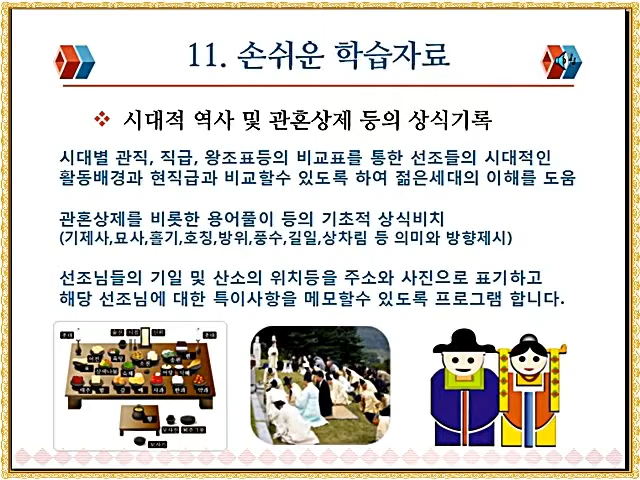 11. 손쉬운 학습자료
시대적 역사 및 관혼상제 등의 상식기록
시대별 관직, 직급, 왕조표등의 비교표를 통한 선조들의 시대적인
활동배경과 현직급과 비교할수 있도록 하여 젊은세대의 이해를 도움
관혼상제를 비롯한 용어풀이 등의 기초적 상식비치
(기제사,묘사,홀기,호칭,방위,풍수,길일,상차림 등 의미와 방향제시)
선조님들의 기일 및 산소의 위치등을 주소와 사진으로 표기하고
해당 선조님에 대한 특이사항을 메모할수 있도록 프로그램 합니다.